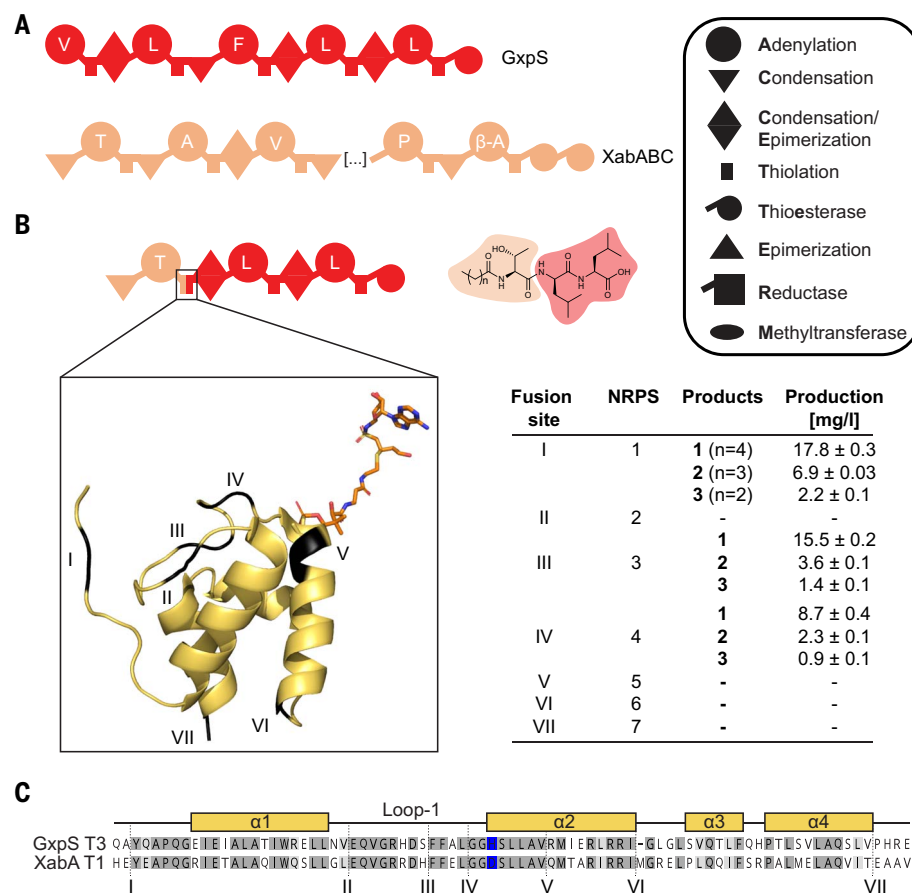 A
V L F L L
GxpS
T A V [...] P β-A
XabABC
Adenylation
Condensation
Condensation/
Epimerization
Thiolation
Thioesterase
Epimerization
Reductase
Methyltransferase
B
T L L
HO
O
N
H
n
OH
I
II
III
IV
V
VI
VII
Fusion site NRPS Products Production [mg/l]
I 1 1 (n=4) 17.8 ± 0.3
2 (n=3) 6.9 ± 0.03
3 (n=2) 2.2 ± 0.1
II 2 - -
1 15.5 ± 0.2
III 3 2 3.6 ± 0.1
3 1.4 ± 0.1
1 8.7 ± 0.4
IV 4 2 2.3 ± 0.1
3 0.9 ± 0.1
V 5 - -
VI 6 - -
VII 7 - -
C
Loop-1
α1 α2 α3 α4
GxpS T3 QAYQAPQGEIEIALATIWRELLNVEQVGRHDSFFALGG SLLAVRMIERLRRI-GLGLSVQTLFQHPTLSVLAQSLVPHRE
XabA T1 HEYEAPQGEIETALAQIWQSLLGLEQVGRRDHFFELGG SLLAVQMTARIRRIMGRELPLQQIFSRPALMELAQVITEAAV
I II III IV V VI VII